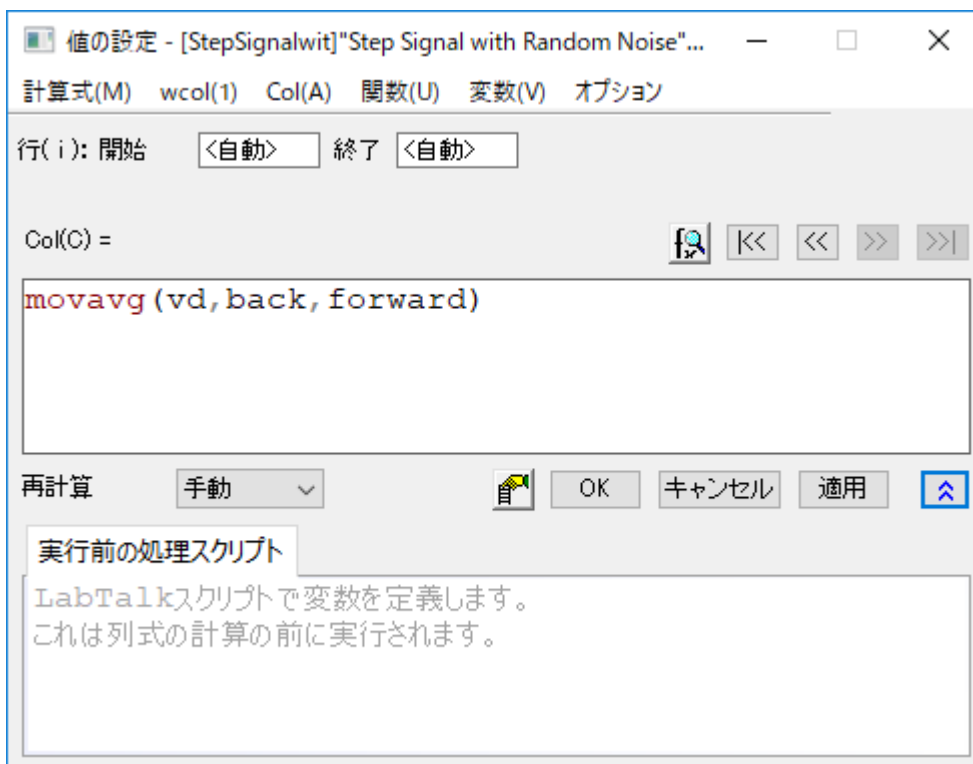 値の設定 - [StepSignalwit]"Step Signal with Random Noise"...
計算式(M) wcol(1) Col(A) 関数(U) 変数(V) オプション
行(i): 開始 <自動> 終了 <自動>
Col(C) = |<< << >> >>|
movavg(vd,back,forward)
再計算 手動 OK キャンセル 適用
実行前の処理スクリプト
LabTalkスクリプトで変数を定義します。
これは列式の計算の前に実行されます。